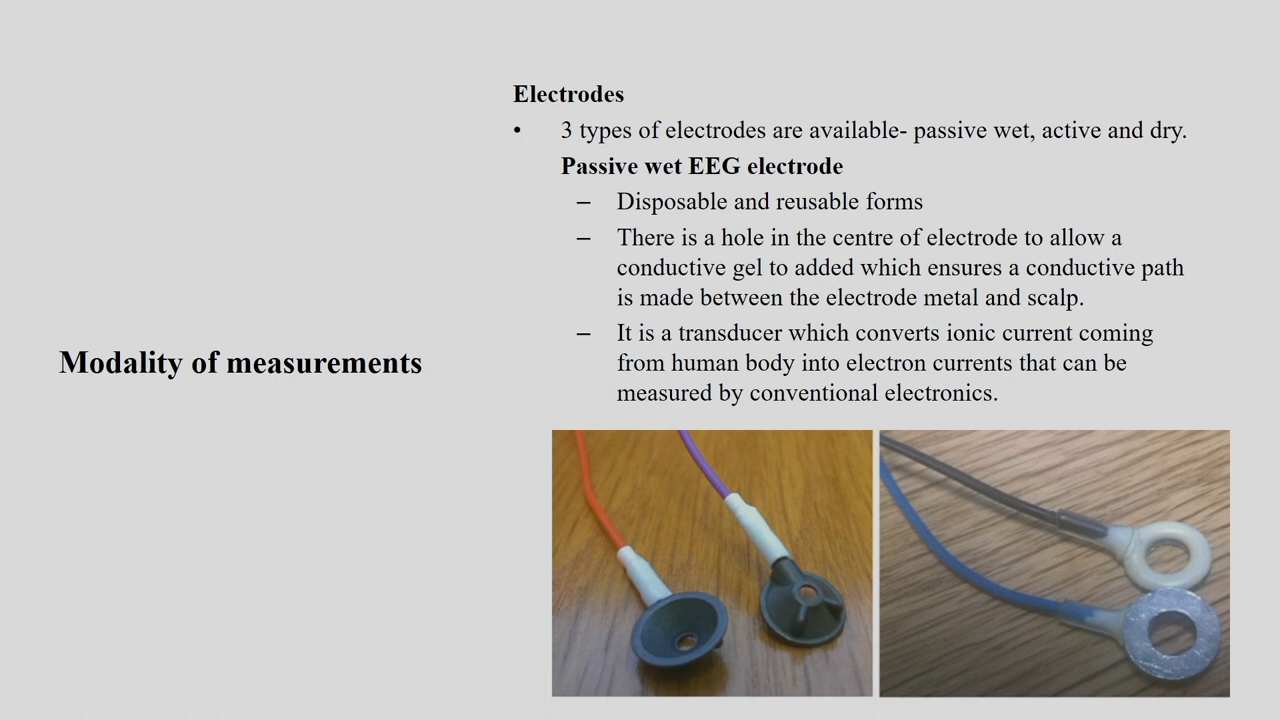 Electrodes
• 3 types of electrodes are available- passive wet, active and dry.
Passive wet EEG electrode
– Disposable and reusable forms
– There is a hole in the centre of electrode to allow a
conductive gel to added which ensures a conductive path
is made between the electrode metal and scalp.
– It is a transducer which converts ionic current coming
from human body into electron currents that can be
measured by conventional electronics.
Modality of measurements